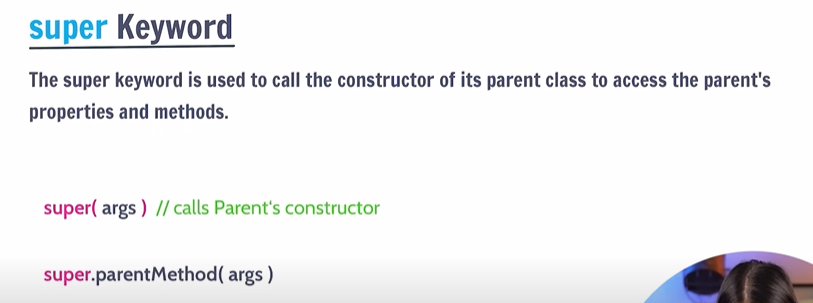 super Keyword
The super keyword is used to call the constructor of its parent class to access the parent's
properties and methods.
super( args ) // calls Parent's constructor
super.parentMethod( args )